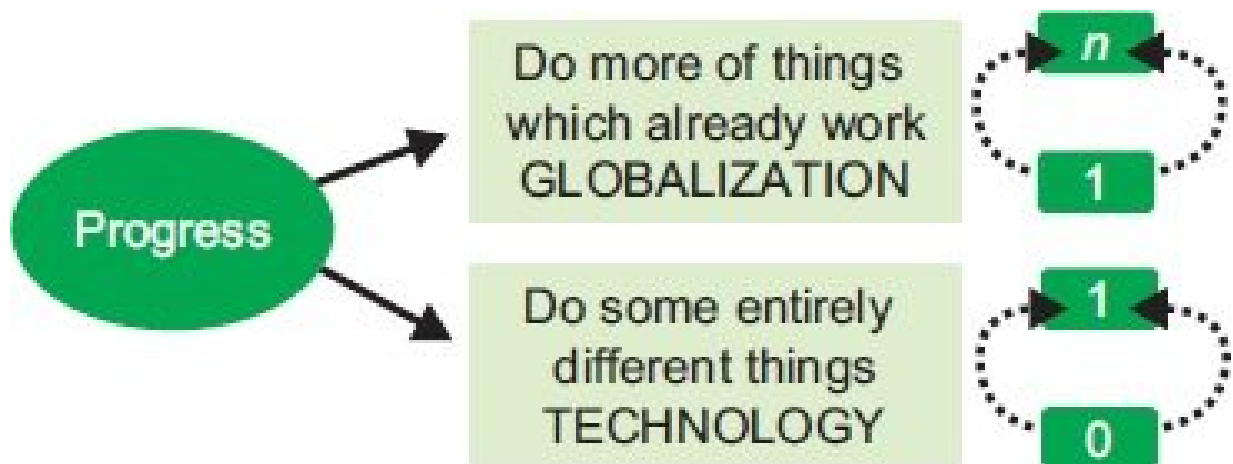 Progress
Do more of things
which already work
GLOBALIZATION
n
1
Do some entirely
different things
TECHNOLOGY
1
0